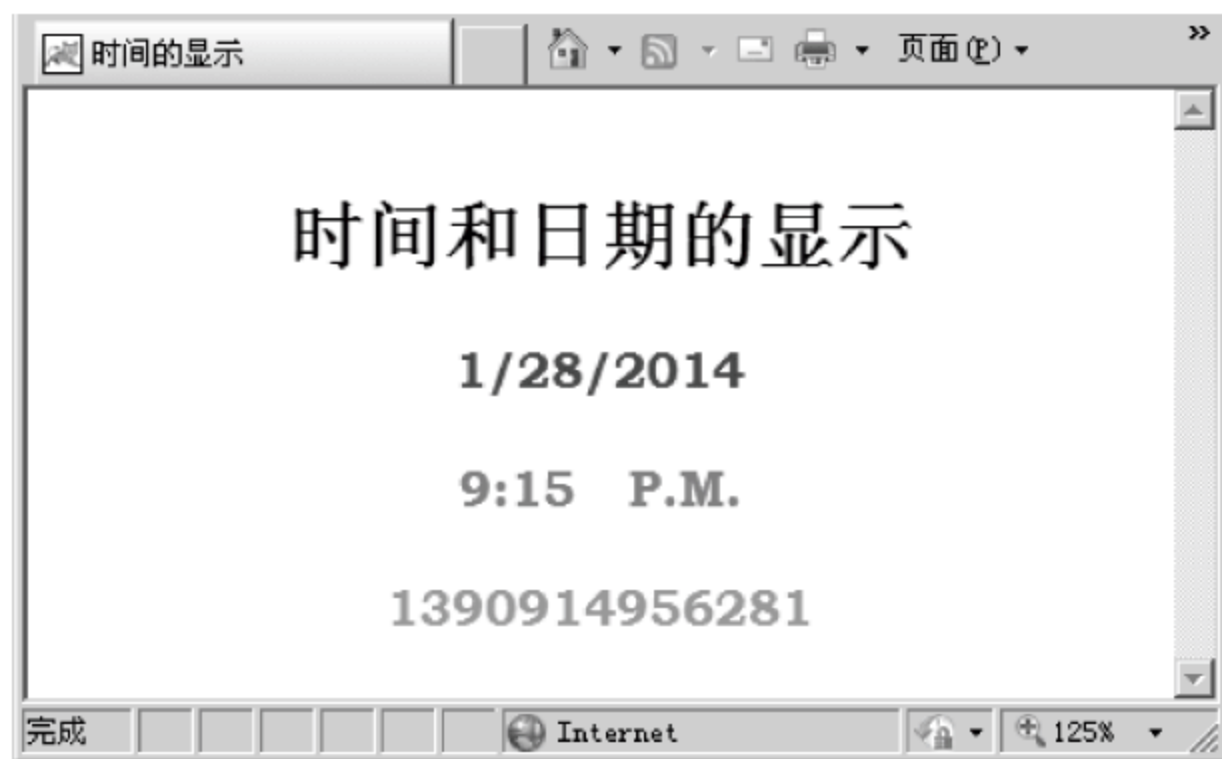 时间的显示
页面(P)
»
时间和日期的显示
1/28/2014
9:15 P.M.
1390914956281
完成
Internet
125%